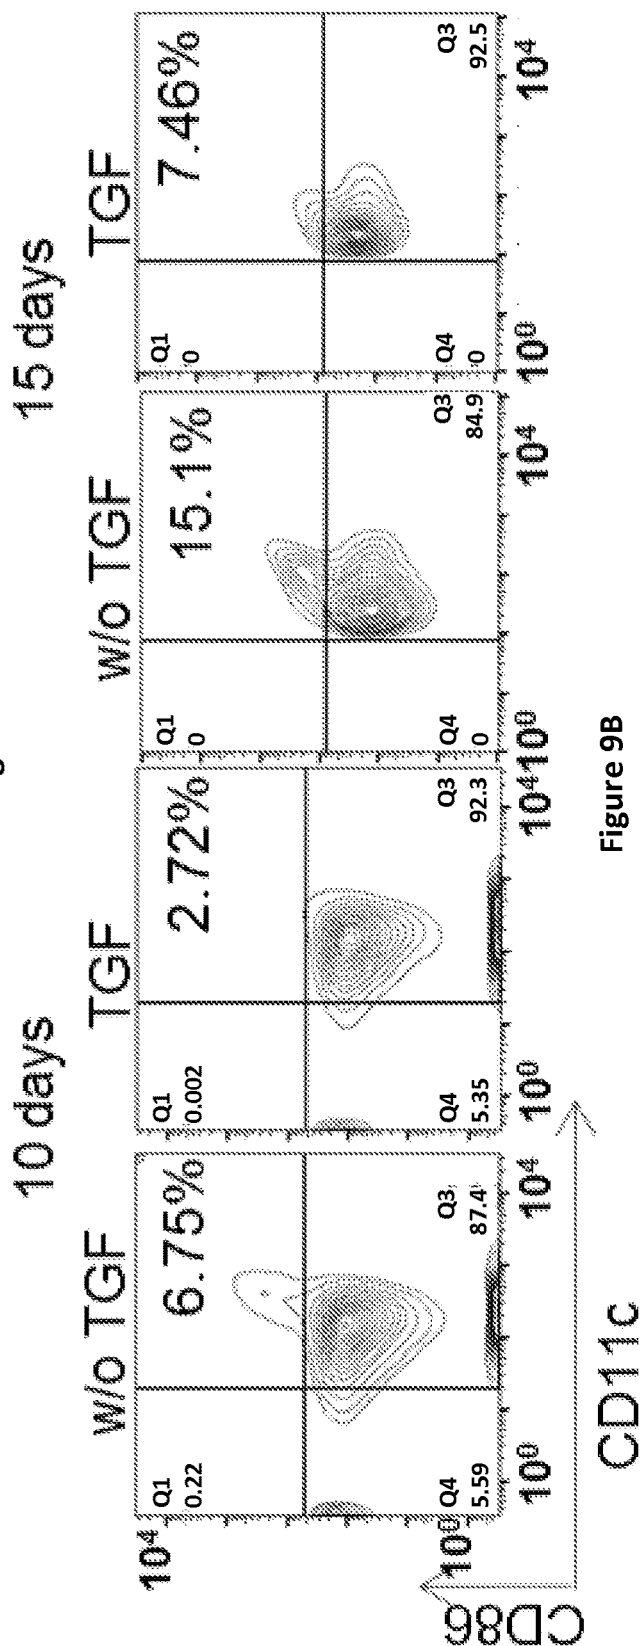 10 days
15 days
w/o TGF
TGF
w/o TGF
TGF
10⁴
Q1
0.22
6.75%
Q1
0.002
2.72%
Q1
0
15.1%
Q1
0
7.46%
10⁰
Q4
5.59
Q3
87.4
Q4
5.35
Q3
92.3
Q4
0
Q3
84.9
Q4
0
Q3
92.5
10⁰
10⁴
10⁰
10⁴
10⁰
10⁴
10⁰
10⁴
CD86
CD11c
Figure 9B